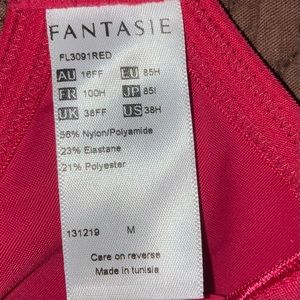 FANTASIE
FL3091RED
AU 16FF EU 85H
FR 100H JP 85I
UK 38FF US 38H
56% Nylon/Polyamide
23% Elastane
21% Polyester
131219 M
Care on reverse
Made in tunisia